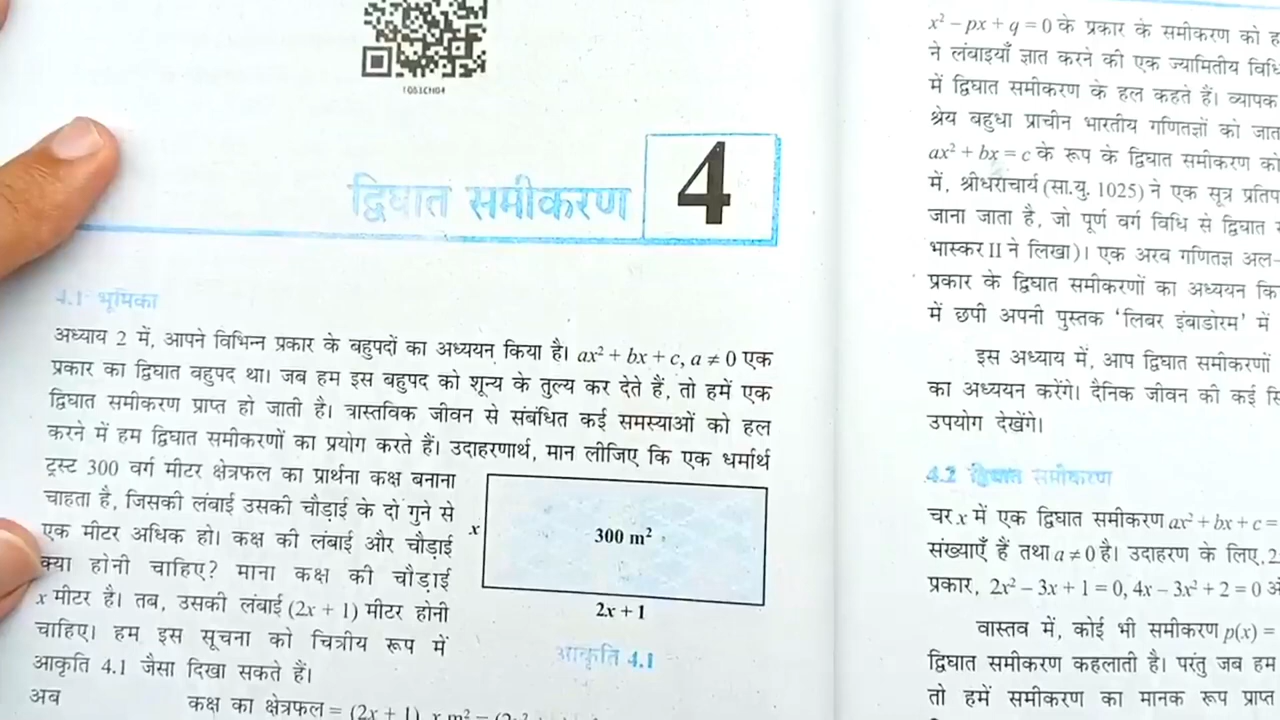 1061CH04
द्विघात समीकरण
4
4.1 भूमिका
अध्याय 2 में, आपने विभिन्न प्रकार के बहुपदों का अध्ययन किया है। ax² + bx + c, a ≠ 0 एक
प्रकार का द्विघात बहुपद था। जब हम इस बहुपद को शून्य के तुल्य कर देते हैं, तो हमें एक
द्विघात समीकरण प्राप्त हो जाती है। वास्तविक जीवन से संबंधित कई समस्याओं को हल
करने में हम द्विघात समीकरणों का प्रयोग करते हैं। उदाहरणार्थ, मान लीजिए कि एक धर्मार्थ
ट्रस्ट 300 वर्ग मीटर क्षेत्रफल का प्रार्थना कक्ष बनाना
चाहता है, जिसकी लंबाई उसकी चौड़ाई के दो गुने से
एक मीटर अधिक हो। कक्ष की लंबाई और चौड़ाई
क्या होनी चाहिए? माना कक्ष की चौड़ाई
x मीटर है। तब, उसकी लंबाई (2x + 1) मीटर होनी
चाहिए। हम इस सूचना को चित्रीय रूप में
आकृति 4.1 जैसा दिखा सकते हैं।
x
300 m²
2x + 1
आकृति 4.1
अब कक्ष का क्षेत्रफल = (2x + 1). x m² =
x² – px + q = 0 के प्रकार के समीकरण को
ने लंबाइयाँ ज्ञात करने की एक ज्यामितीय
में द्विघात समीकरण के हल कहते हैं। व्यापक
श्रेय बहुधा प्राचीन भारतीय गणितज्ञों को
ax² + bx = c के रूप के द्विघात समीकरण को
में, श्रीधराचार्य (सा.यु. 1025) ने एक सूत्र
जाना जाता है, जो पूर्ण वर्ग विधि से द्विघात
भास्कर II ने लिखा)। एक अरब गणितज्ञ अल-
प्रकार के द्विघात समीकरणों का अध्ययन
में छपी अपनी पुस्तक ‘लिबर इंबाडोरम’ में
इस अध्याय में, आप द्विघात समीकरणों
का अध्ययन करेंगे। दैनिक जीवन की कई
उपयोग देखेंगे।
4.2 द्विघात समीकरण
चर x में एक द्विघात समीकरण ax² + bx + c =
संख्याएँ हैं तथा a ≠ 0 है। उदाहरण के लिए, 2
प्रकार, 2x² – 3x + 1 = 0, 4x – 3x² + 2 = 0
वास्तव में, कोई भी समीकरण p(x) =
द्विघात समीकरण कहलाती है। परंतु जब हम
तो हमें समीकरण का मानक रूप प्राप्त